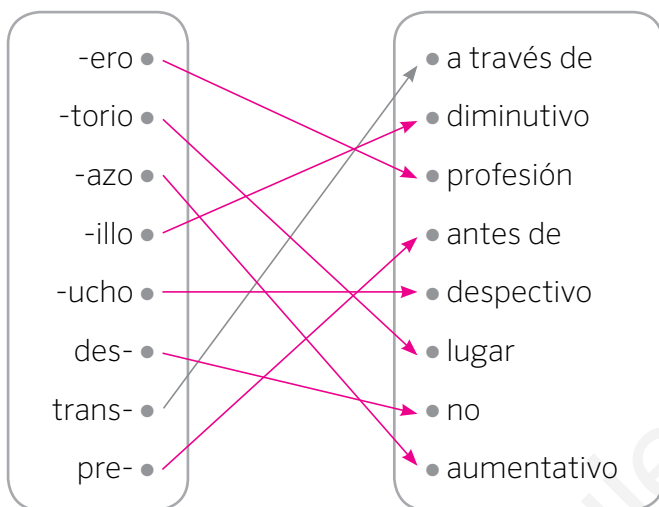 -ero
-torio
-azo
-illo
-ucho
des-
trans-
pre-
a través de
diminutivo
profesión
antes de
despectivo
lugar
no
aumentativo